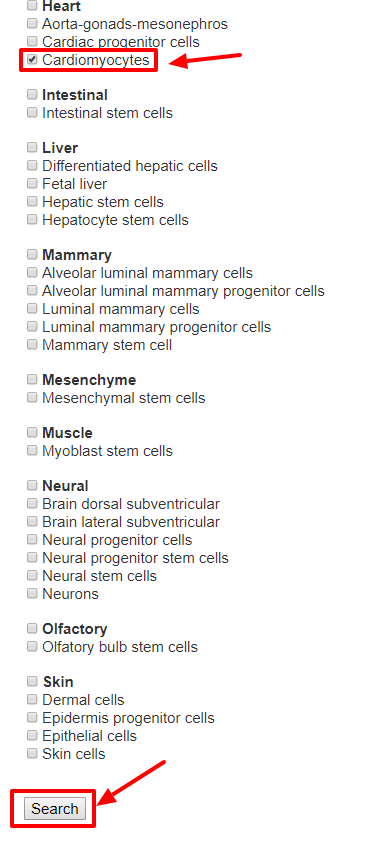 Heart
Aorta-gonads-mesonephros
Cardiac progenitor cells
Cardiomyocytes
Intestinal
Intestinal stem cells
Liver
Differentiated hepatic cells
Fetal liver
Hepatic stem cells
Hepatocyte stem cells
Mammary
Alveolar luminal mammary cells
Alveolar luminal mammary progenitor cells
Luminal mammary cells
Luminal mammary progenitor cells
Mammary stem cell
Mesenchyme
Mesenchymal stem cells
Muscle
Myoblast stem cells
Neural
Brain dorsal subventricular
Brain lateral subventricular
Neural progenitor cells
Neural progenitor stem cells
Neural stem cells
Neurons
Olfactory
Olfatory bulb stem cells
Skin
Dermal cells
Epidermis progenitor cells
Epithelial cells
Skin cells
Search